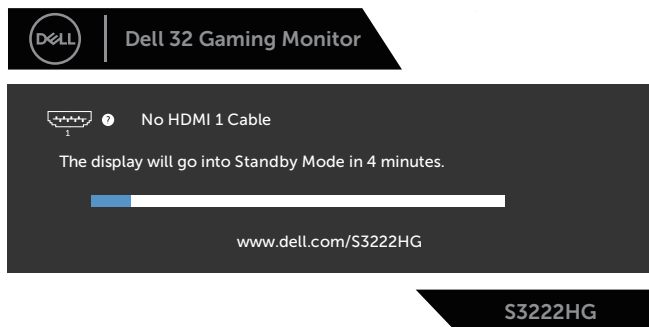 DELL
Dell 32 Gaming Monitor
? No HDMI 1 Cable
1
The display will go into Standby Mode in 4 minutes.
www.dell.com/S3222HG
S3222HG